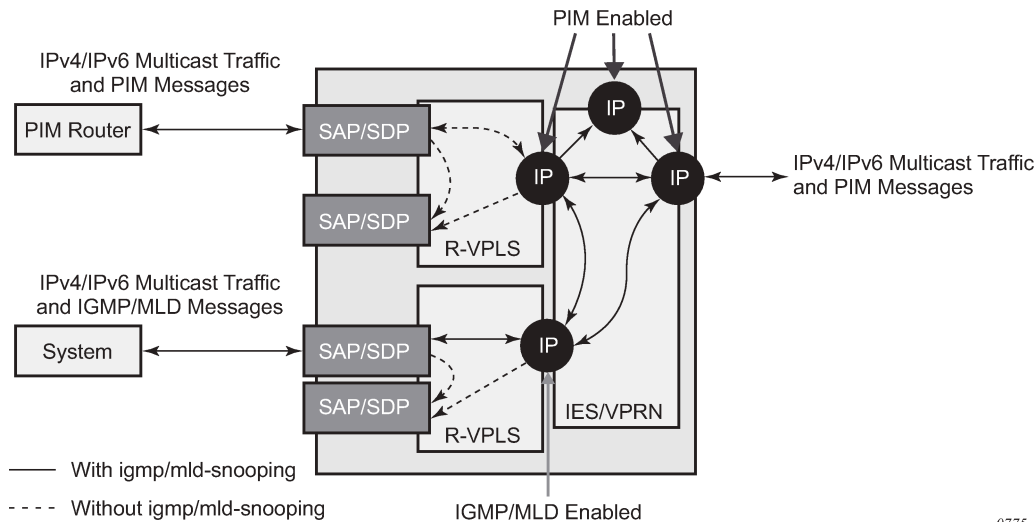 PIM Enabled
IPv4/IPv6 Multicast Traffic
and PIM Messages
PIM Router
SAP/SDP
IP
IP
IP
IPv4/IPv6 Multicast Traffic
and PIM Messages
SAP/SDP
R-VPLS
IPv4/IPv6 Multicast Traffic
and IGMP/MLD Messages
System
SAP/SDP
IP
SAP/SDP
IES/VPRN
R-VPLS
With igmp/mld-snooping
Without igmp/mld-snooping
IGMP/MLD Enabled